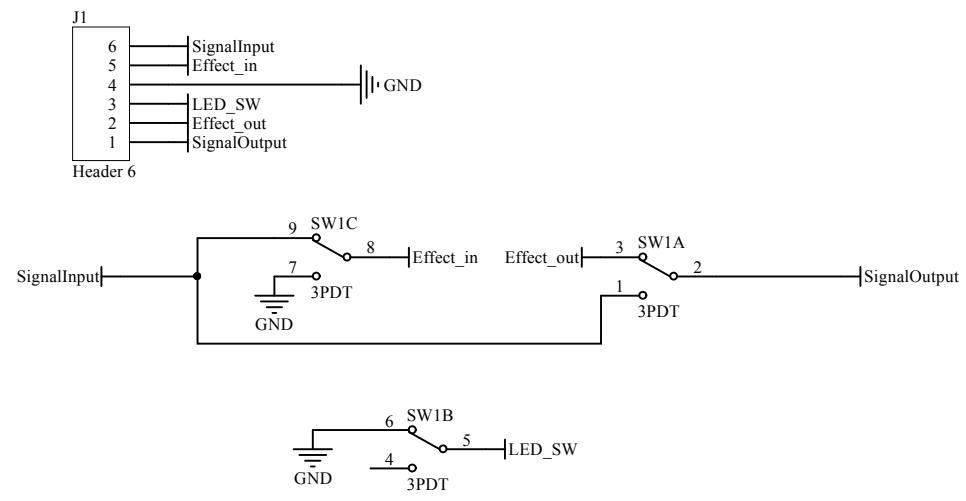 J1
6 SignalInput
5 Effect_in
4 GND
3 LED_SW
2 Effect_out
1 SignalOutput
Header 6
9 SW1C
8 Effect_in
Effect_out 3 SW1A
SignalInput
7
3PDT
GND
2 SignalOutput
1
3PDT
6 SW1B
5 LED_SW
GND
4
3PDT